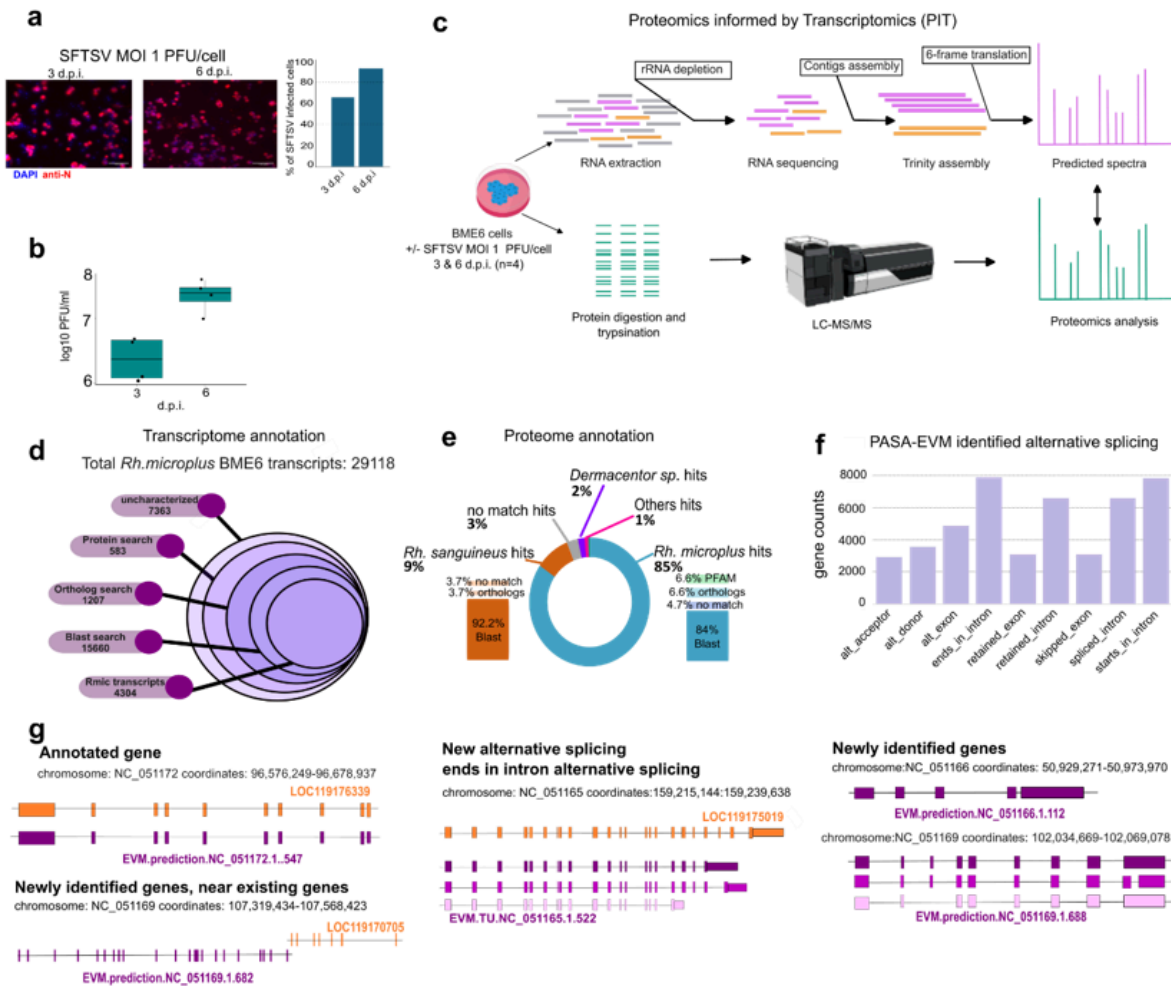 a
SFTSV MOI 1 PFU/cell
3 d.p.i.
6 d.p.i.
DAPI anti-N
% of SFTSV infected cells
100
80
60
40
20
0
3 d.p.i
6 d.p.i
b
log10 PFU/ml
8
7
6
3
6
d.p.i.
c
Proteomics informed by Transcriptomics (PIT)
rRNA depletion
Contigs assembly
6-frame translation
RNA extraction
RNA sequencing
Trinity assembly
Predicted spectra
BME6 cells
+/- SFTSV MOI 1 PFU/cell
3 & 6 d.p.i. (n=4)
Protein digestion and
trypsination
LC-MS/MS
Proteomics analysis
d
Transcriptome annotation
Total Rh.microplus BME6 transcripts: 29118
uncharacterized
7363
Protein search
583
Ortholog search
1207
Blast search
15660
Rmic transcripts
4304
e
Proteome annotation
Dermacentor sp. hits
2%
Others hits
1%
no match hits
3%
Rh. sanguineus hits
9%
Rh. microplus hits
85%
3.7% no match
3.7% orthologs
92.2%
Blast
6.6% PFAM
6.6% orthologs
4.7% no match
84%
Blast
f
PASA-EVM identified alternative splicing
gene counts
8000
6000
4000
2000
0
alt_acceptor
alt_donor
alt_exon
ends_in_intron
retained_exon
retained_intron
skipped_exon
spliced_intron
starts_in_intron
g
Annotated gene
chromosome: NC_051172 coordinates: 96,576,249-96,678,937
LOC119176339
EVM.prediction.NC_051172.1..547
Newly identified genes, near existing genes
chromosome: NC_051169 coordinates: 107,319,434-107,568,423
LOC119170705
EVM.prediction.NC_051169.1.682
New alternative splicing
ends in intron alternative splicing
chromosome: NC_051165 coordinates:159,215,144:159,239,638
LOC119175019
EVM.TU.NC_051165.1.522
Newly identified genes
chromosome:NC_051166 coordinates: 50,929,271-50,973,970
EVM.prediction.NC_051166.1.112
chromosome:NC_051169 coordinates: 102,034,669-102,069,078
EVM.prediction.NC_051169.1.688